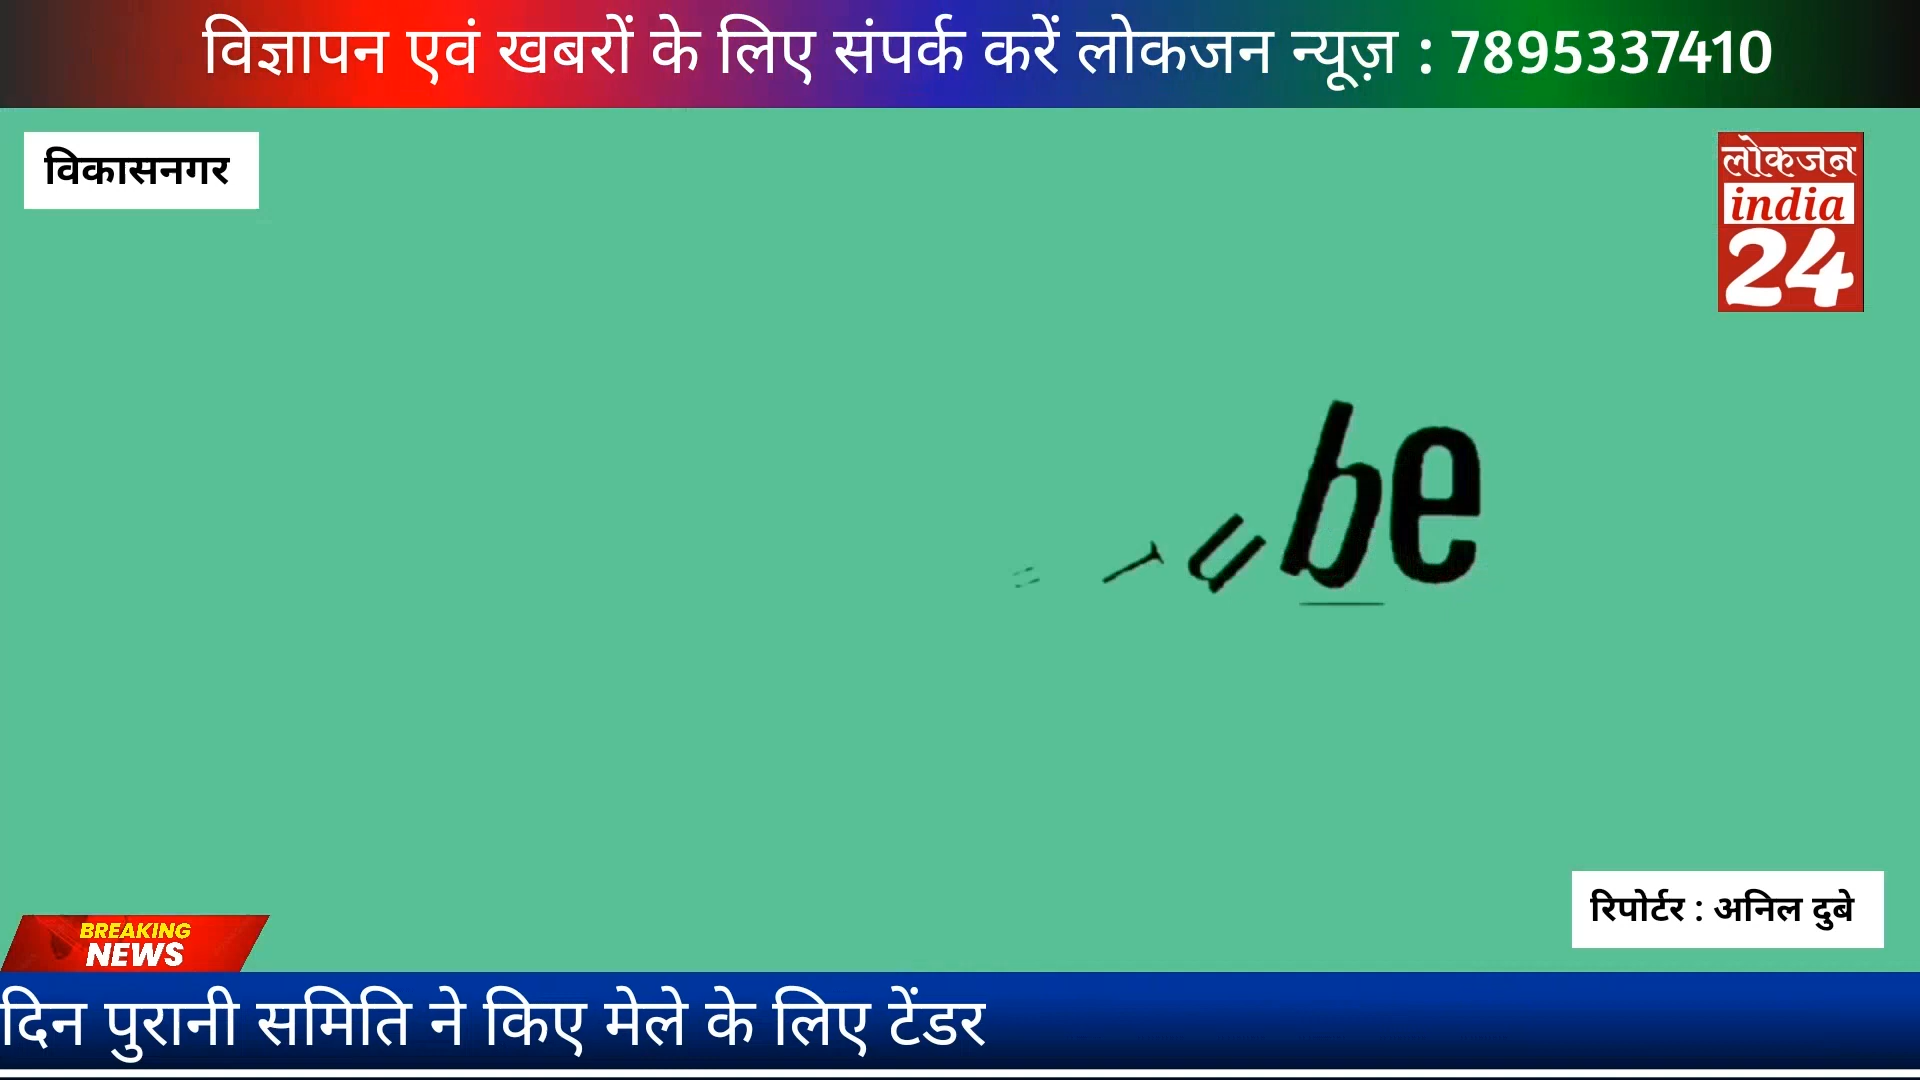 विज्ञापन एवं खबरों के लिए संपर्क करें लोकजन न्यूज़ : 7895337410
विकासनगर
लोकजन
india
24
be
रिपोर्टर : अनिल दुबे
BREAKING
NEWS
दिन पुरानी समिति ने किए मेले के लिए टेंडर